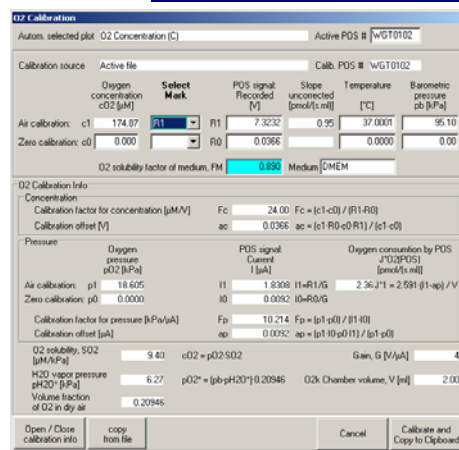 O2 Calibration
Autom. selected plot O2 Concentration (C) Active POS # WGT0102
Calibration source Active file Calib. POS # WGT0102
Oxygen concentration cO2 [µM] Select Mark POS signal: Recorded [V] Slope uncorrected [pmol/(s.ml)] Temperature [°C] Barometric pressure pb [kPa]
Air calibration: c1 174.87 R1 R1 7.3232 0.95 37.0001 95.10
Zero calibration: c0 0.000 R0 0.0366 0.0000 0.00
O2 solubility factor of medium, FM 0.890 Medium DMEM
O2 Calibration Info
Concentration
Calibration factor for concentration [µM/V] Fc 24.00 Fc = (c1-c0) / (R1-R0)
Calibration offset [V] ac 0.0366 ac = (c1·R0-c0·R1) / (c1-c0)
Pressure
Oxygen pressure pO2 [kPa] POS signal: Current I [µA] Oxygen consumtion by POS J°O2(POS) [pmol/(s.ml)]
Air calibration: p1 18.605 I1 1.8308 I1=R1/G 2.36 J°1 = 2.591·(I1-ap) / V
Zero calibration: p0 0.0000 I0 0.0092 I0=R0/G
Calibration factor for pressure [kPa/µA] Fp 10.214 Fp = (p1-p0) / (I1-I0)
Calibration offset [µA] ap 0.0092 ap = (p1·I0-p0·I1) / (p1-p0)
O2 solubility, SO2 [µM/kPa] 9.40 cO2 = pO2·SO2 Gain, G [V/µA] 4
H2O vapor pressure pH2O* [kPa] 6.27 pO2* = (pb-pH2O*)·0.20946 O2k Chamber volume, V [ml] 2.00
Volume fraction of O2 in dry air 0.20946
Open / Close calibration info copy from file Cancel Calibrate and Copy to Clipboard